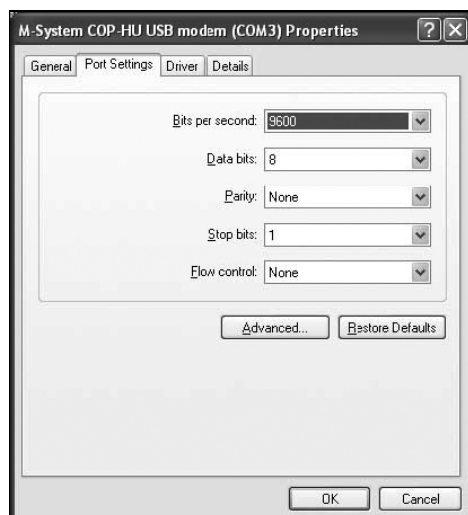 M-System COP-HU USB modem (COM3) Properties
General Port Settings Driver Details
Bits per second: 9600
Data bits: 8
Parity: None
Stop bits: 1
Flow control: None
Advanced... Restore Defaults
OK Cancel